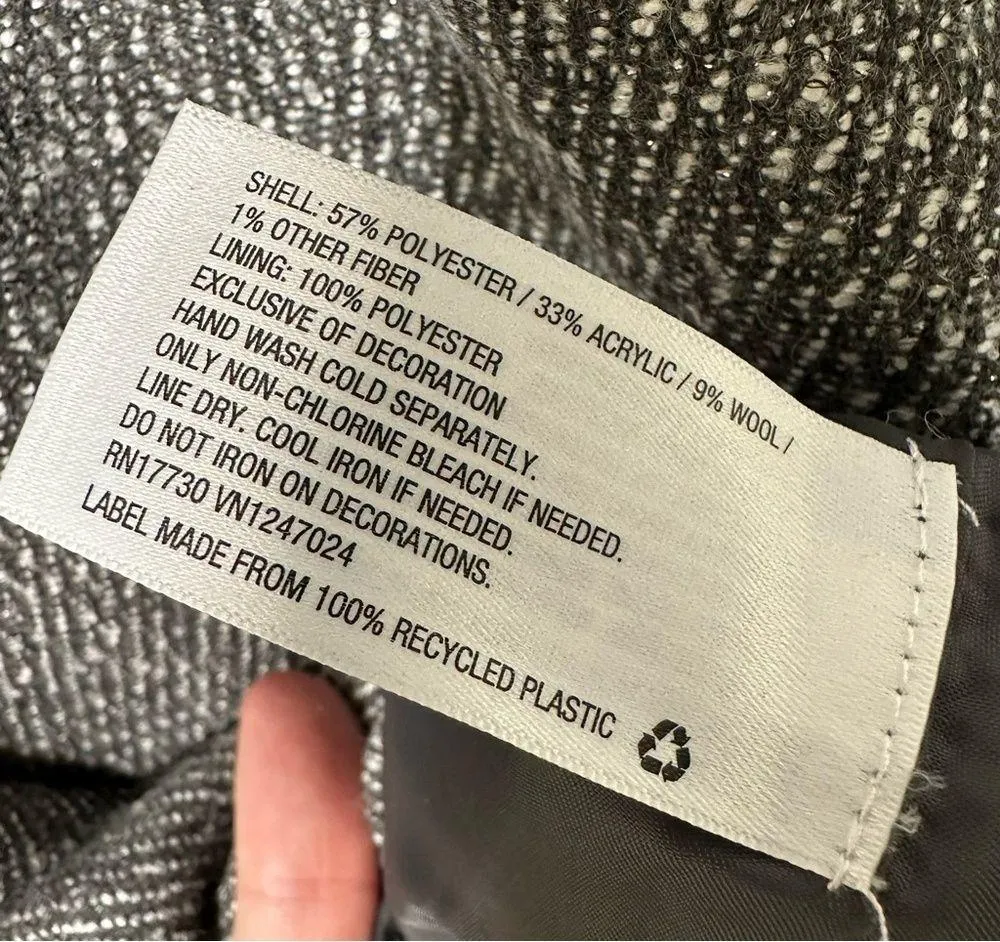 SHELL: 57% POLYESTER / 33% ACRYLIC / 9% WOOL /
1% OTHER FIBER
LINING: 100% POLYESTER
EXCLUSIVE OF DECORATION
HAND WASH COLD SEPARATELY.
ONLY NON-CHLORINE BLEACH IF NEEDED.
LINE DRY. COOL IRON IF NEEDED.
DO NOT IRON ON DECORATIONS.
RN17730 VN1247024
LABEL MADE FROM 100% RECYCLED PLASTIC